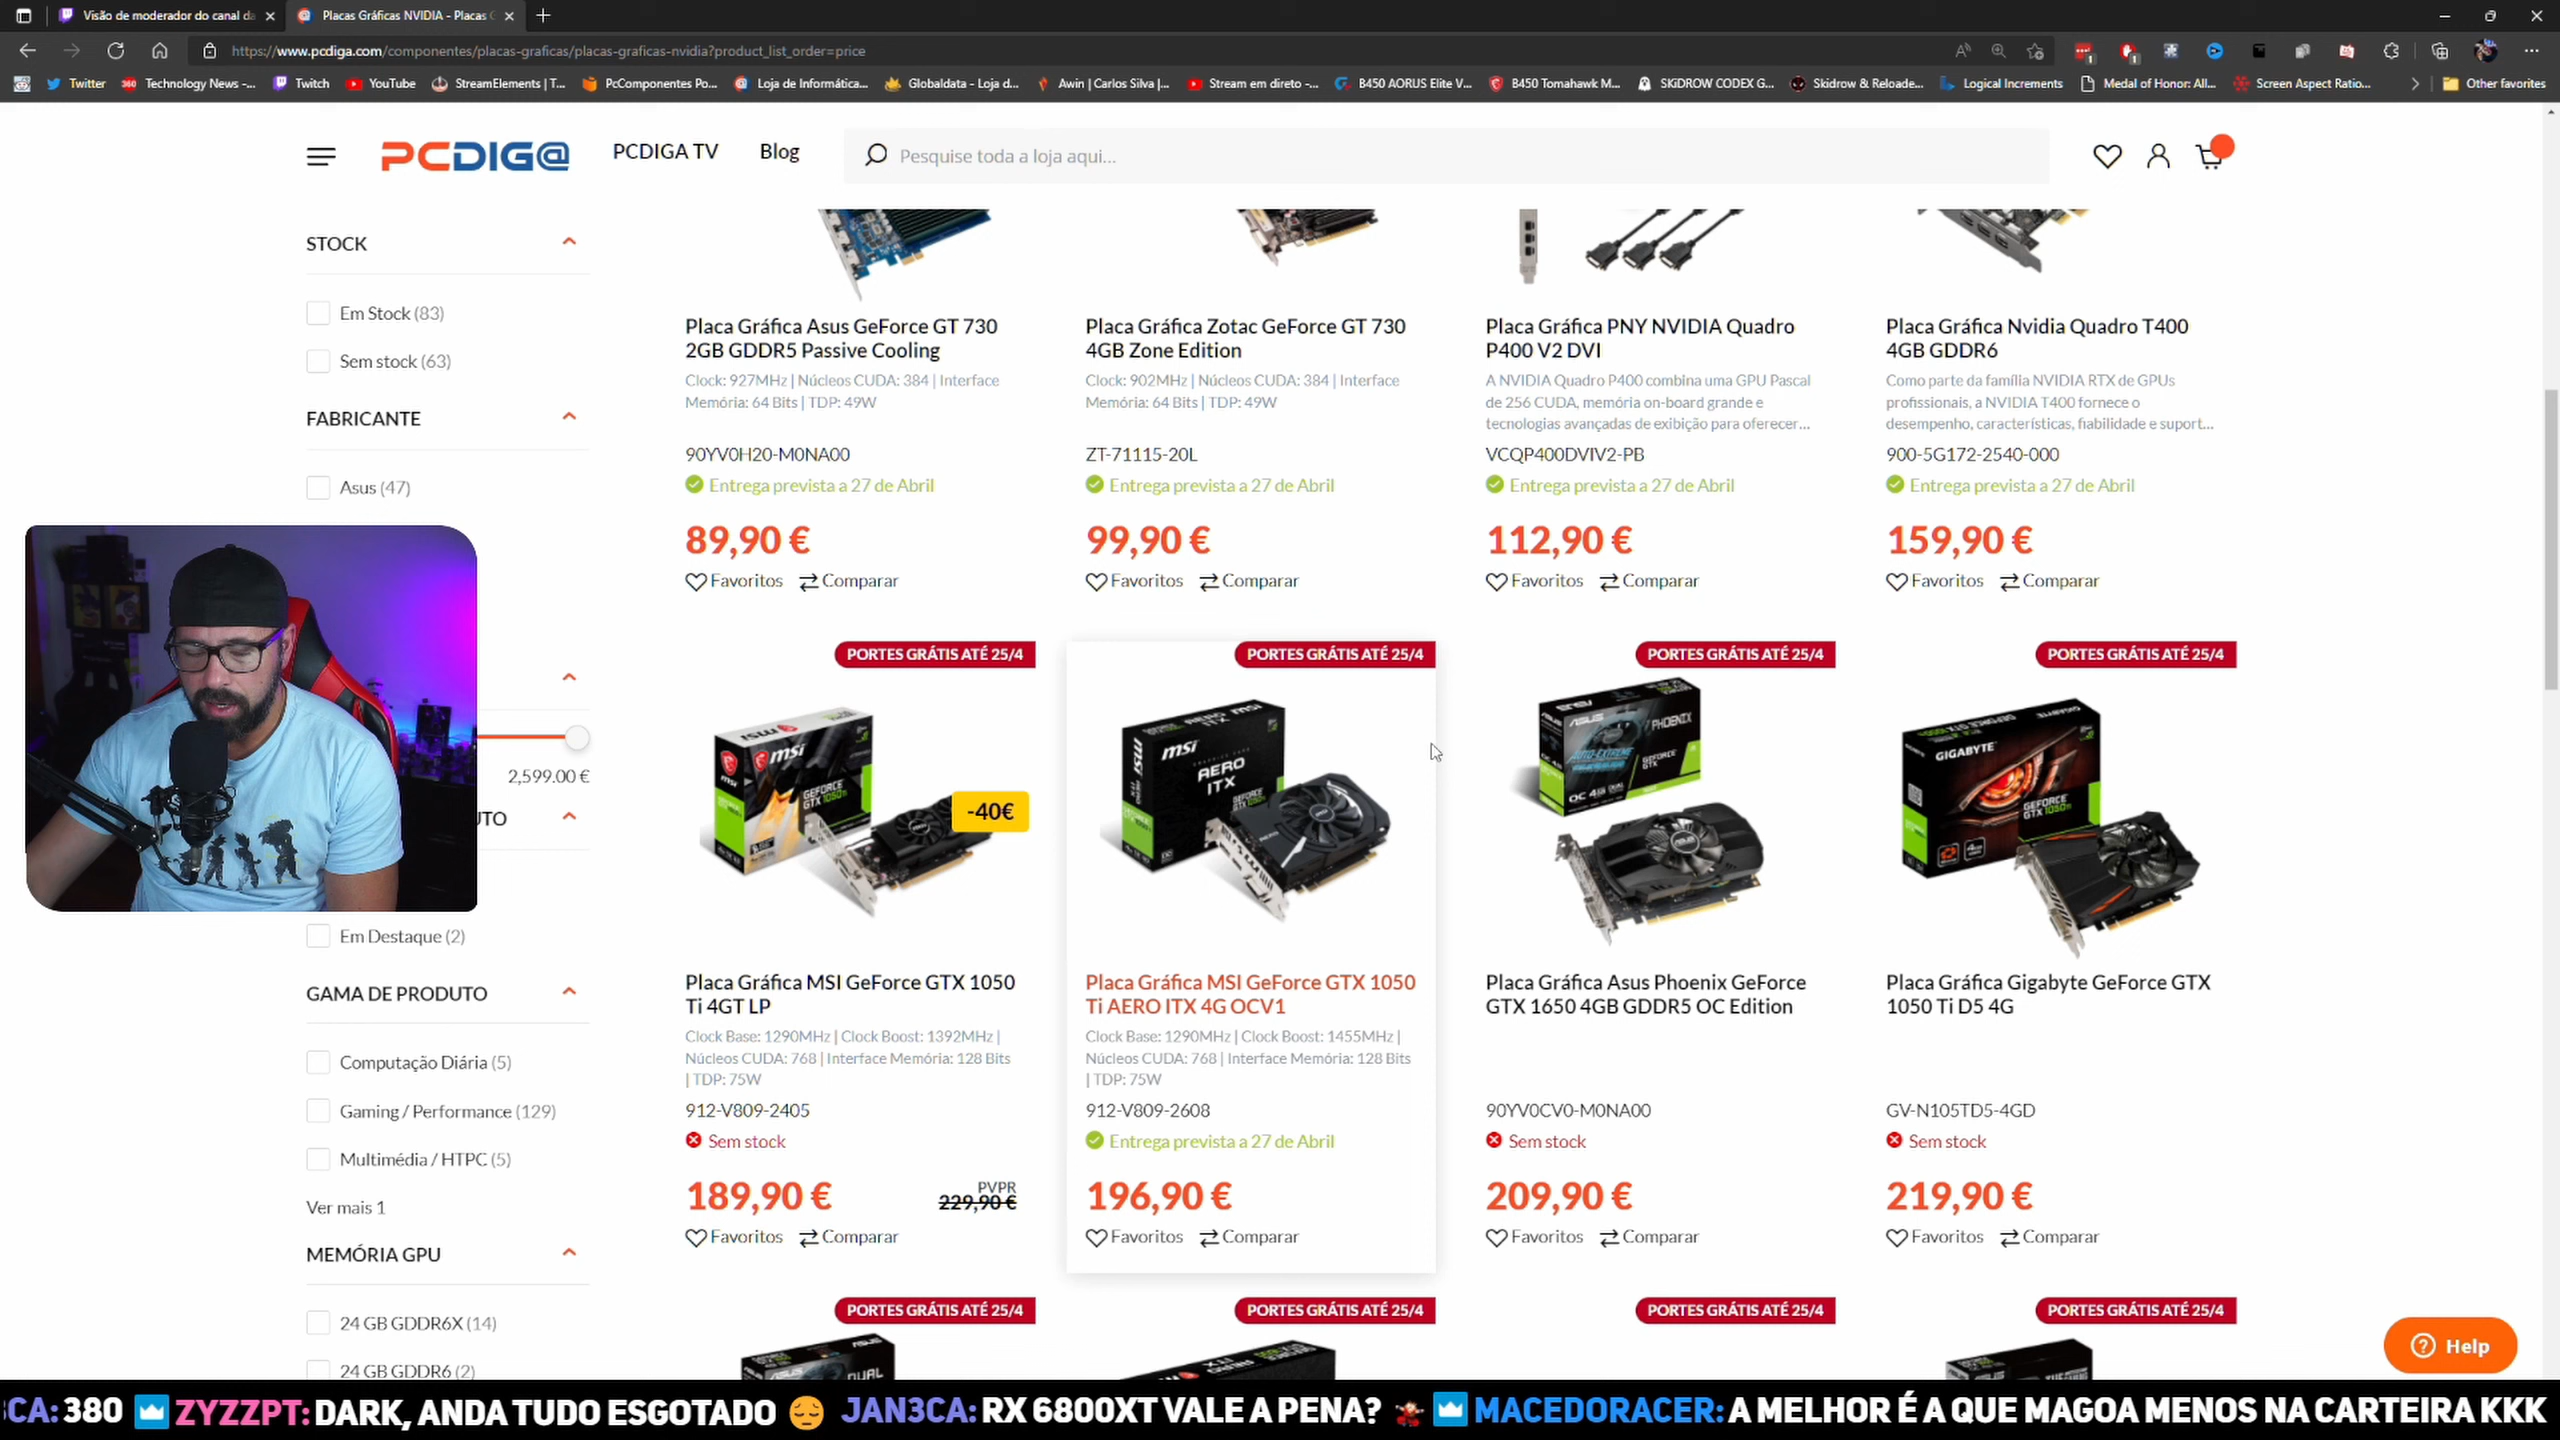 Visão de moderador do canal da
Placas Gráficas NVIDIA - Placas G
https://www.pcdiga.com/componentes/placas-graficas/placas-graficas-nvidia?product_list_order=price
Twitter
Technology News -...
Twitch
YouTube
StreamElements | T...
PcComponentes Po...
Loja de Informática...
Globaldata - Loja d...
Awin | Carlos Silva |...
Stream em direto -...
B450 AORUS Elite V...
B450 Tomahawk M...
SKiDROW CODEX G...
Skidrow & Reloade...
Logical Increments
Medal of Honor: All...
Screen Aspect Ratio...
Other favorites
PCDIG@
PCDIGA TV
Blog
Pesquise toda a loja aqui...
STOCK
Em Stock (83)
Sem stock (63)
FABRICANTE
Asus (47)
2,599.00 €
UTO
Em Destaque (2)
GAMA DE PRODUTO
Computação Diária (5)
Gaming / Performance (129)
Multimédia / HTPC (5)
Ver mais 1
MEMÓRIA GPU
24 GB GDDR6X (14)
24 GB GDDR6 (2)
Placa Gráfica Asus GeForce GT 730
2GB GDDR5 Passive Cooling
Clock: 927MHz | Núcleos CUDA: 384 | Interface
Memória: 64 Bits | TDP: 49W
90YV0H20-M0NA00
Entrega prevista a 27 de Abril
89,90 €
Favoritos
Comparar
Placa Gráfica Zotac GeForce GT 730
4GB Zone Edition
Clock: 902MHz | Núcleos CUDA: 384 | Interface
Memória: 64 Bits | TDP: 49W
ZT-71115-20L
Entrega prevista a 27 de Abril
99,90 €
Favoritos
Comparar
Placa Gráfica PNY NVIDIA Quadro
P400 V2 DVI
A NVIDIA Quadro P400 combina uma GPU Pascal
de 256 CUDA, memória on-board grande e
tecnologias avançadas de exibição para oferecer...
VCQP400DVIV2-PB
Entrega prevista a 27 de Abril
112,90 €
Favoritos
Comparar
Placa Gráfica Nvidia Quadro T400
4GB GDDR6
Como parte da família NVIDIA RTX de GPUs
profissionais, a NVIDIA T400 fornece o
desempenho, características, fiabilidade e suport...
900-5G172-2540-000
Entrega prevista a 27 de Abril
159,90 €
Favoritos
Comparar
PORTES GRÁTIS ATÉ 25/4
msi
GEFORCE
GTX 1050Ti
-40€
Placa Gráfica MSI GeForce GTX 1050
Ti 4GT LP
Clock Base: 1290MHz | Clock Boost: 1392MHz |
Núcleos CUDA: 768 | Interface Memória: 128 Bits
| TDP: 75W
912-V809-2405
Sem stock
189,90 €
PVPR
229,90 €
Favoritos
Comparar
PORTES GRÁTIS ATÉ 25/4
AERO ITX
msi
AERO
ITX
Placa Gráfica MSI GeForce GTX 1050
Ti AERO ITX 4G OCV1
Clock Base: 1290MHz | Clock Boost: 1455MHz |
Núcleos CUDA: 768 | Interface Memória: 128 Bits
| TDP: 75W
912-V809-2608
Entrega prevista a 27 de Abril
196,90 €
Favoritos
Comparar
PORTES GRÁTIS ATÉ 25/4
ASUS PHOENIX
Placa Gráfica Asus Phoenix GeForce
GTX 1650 4GB GDDR5 OC Edition
90YV0CV0-M0NA00
Sem stock
209,90 €
Favoritos
Comparar
PORTES GRÁTIS ATÉ 25/4
GIGABYTE
Placa Gráfica Gigabyte GeForce GTX
1050 Ti D5 4G
GV-N105TD5-4GD
Sem stock
219,90 €
Favoritos
Comparar
PORTES GRÁTIS ATÉ 25/4
DUAL
PORTES GRÁTIS ATÉ 25/4
PORTES GRÁTIS ATÉ 25/4
PORTES GRÁTIS ATÉ 25/4
Help
CA: 380 ZYZZPT: DARK, ANDA TUDO ESGOTADO 😔 JAN3CA: RX 6800XT VALE A PENA? MACEDORACER: A MELHOR É A QUE MAGOA MENOS NA CARTEIRA KKK